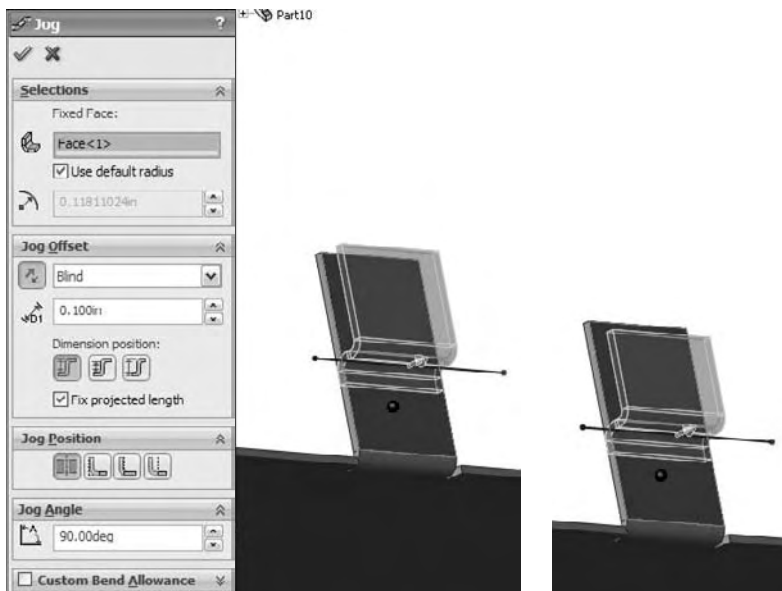 Jog ?
Part10
Selections
Fixed Face:
Face<1>
Use default radius
0.11811024in
Jog Offset
Blind
D1 0.100in
Dimension position:
Fix projected length
Jog Position
Jog Angle
90.00deg
Custom Bend Allowance